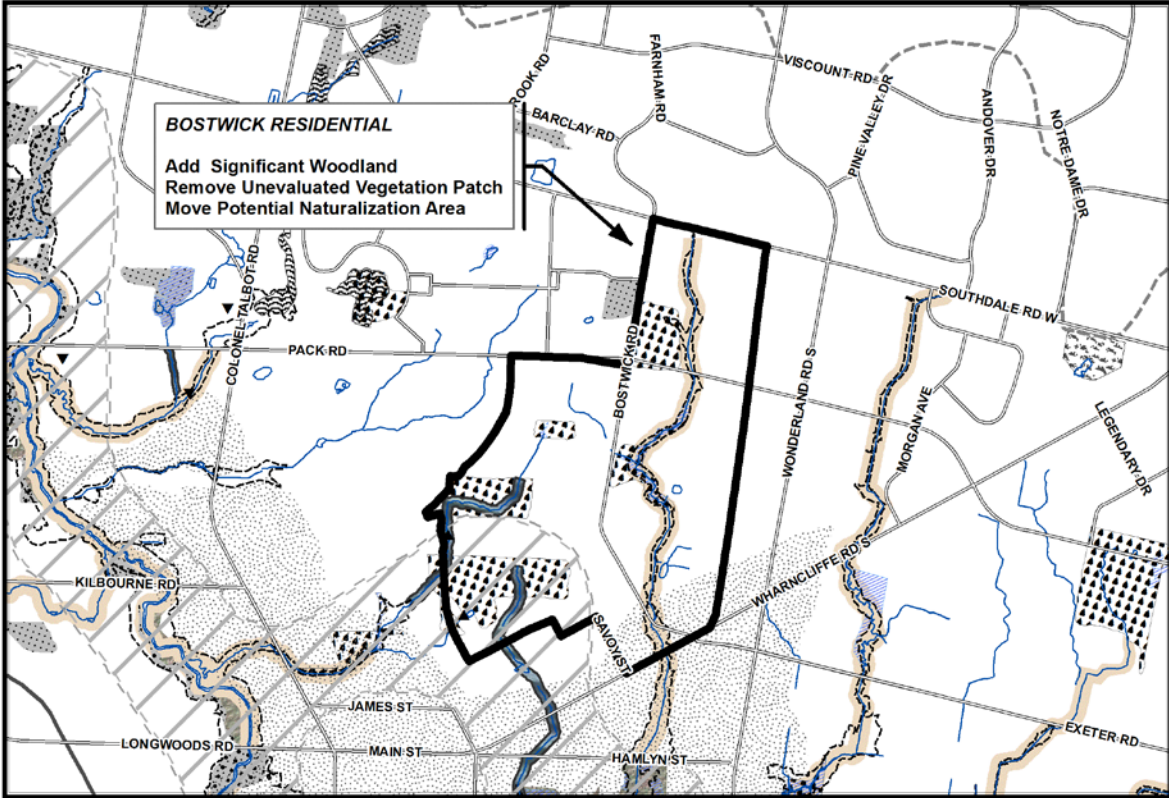 FARNHAM RD
VISCOUNT RD
ROOK RD
BARCLAY RD
PINE VALLEY DR
ANDOVER DR
NOTRE DAME DR
BOSTWICK RESIDENTIAL
Add Significant Woodland
Remove Unevaluated Vegetation Patch
Move Potential Naturalization Area
COLONEL TALBOT RD
SOUTHDALE RD W
PACK RD
BOSTWICK RD
WONDERLAND RD S
MORGAN AVE
LEGENDARY DR
WHARNCLIFFE RD S
KILBOURNE RD
SAVOY ST
JAMES ST
LONGWOODS RD
MAIN ST
HAMLYN ST
EXETER RD